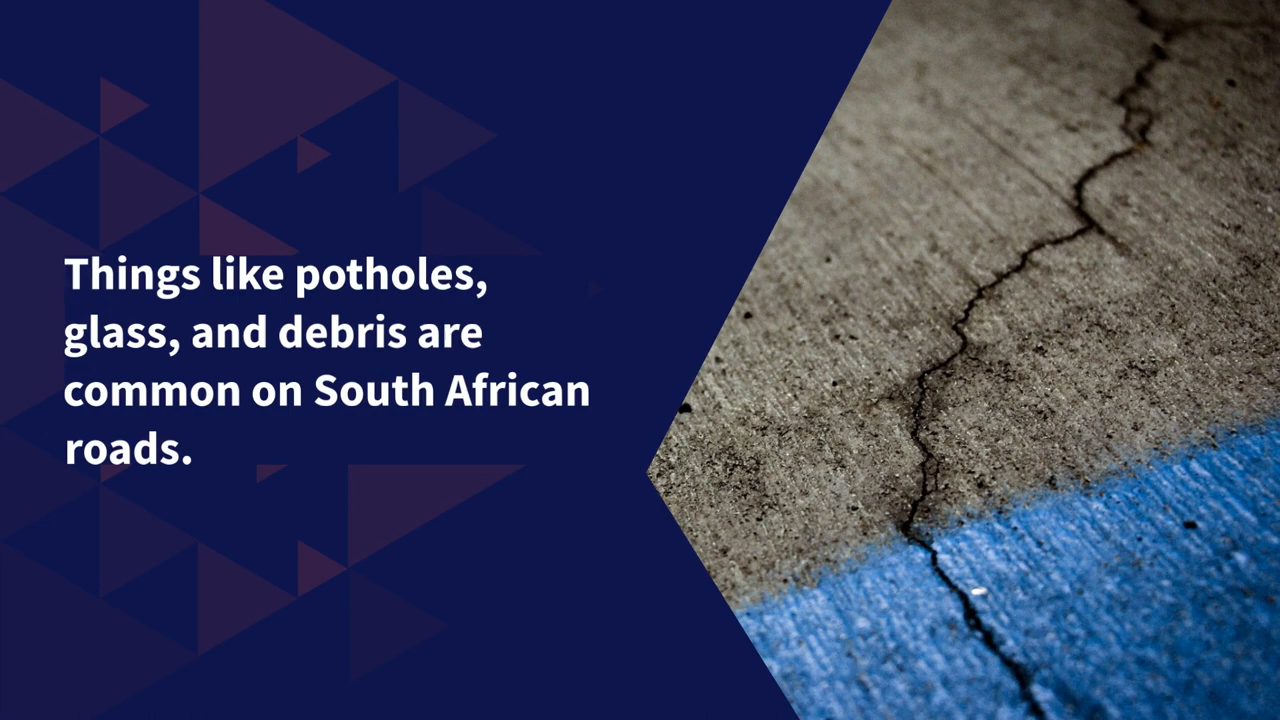 Things like potholes,
glass, and debris are
common on South African
roads.